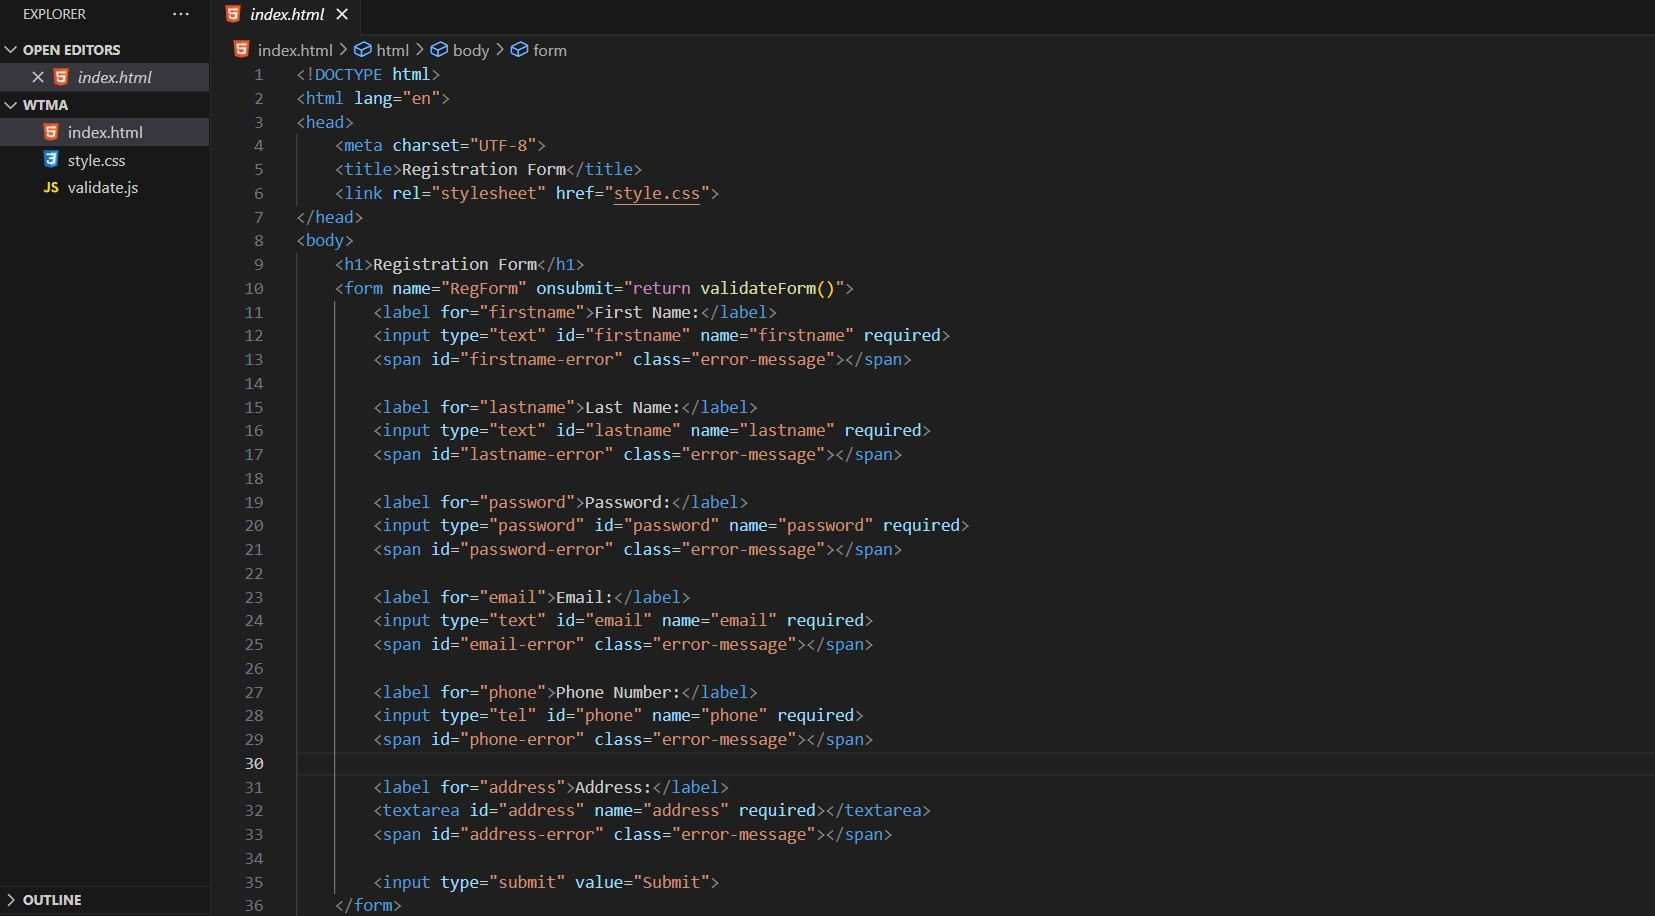 EXPLORER ···
index.html
OPEN EDITORS
index.html
WTMA
index.html
style.css
JS validate.js
OUTLINE
index.html > html > body > form
1 <!DOCTYPE html>
2 <html lang="en">
3 <head>
4     <meta charset="UTF-8">
5     <title>Registration Form</title>
6     <link rel="stylesheet" href="style.css">
7 </head>
8 <body>
9     <h1>Registration Form</h1>
10     <form name="RegForm" onsubmit="return validateForm()">
11         <label for="firstname">First Name:</label>
12         <input type="text" id="firstname" name="firstname" required>
13         <span id="firstname-error" class="error-message"></span>
14
15         <label for="lastname">Last Name:</label>
16         <input type="text" id="lastname" name="lastname" required>
17         <span id="lastname-error" class="error-message"></span>
18
19         <label for="password">Password:</label>
20         <input type="password" id="password" name="password" required>
21         <span id="password-error" class="error-message"></span>
22
23         <label for="email">Email:</label>
24         <input type="text" id="email" name="email" required>
25         <span id="email-error" class="error-message"></span>
26
27         <label for="phone">Phone Number:</label>
28         <input type="tel" id="phone" name="phone" required>
29         <span id="phone-error" class="error-message"></span>
30
31         <label for="address">Address:</label>
32         <textarea id="address" name="address" required></textarea>
33         <span id="address-error" class="error-message"></span>
34
35         <input type="submit" value="Submit">
36     </form>